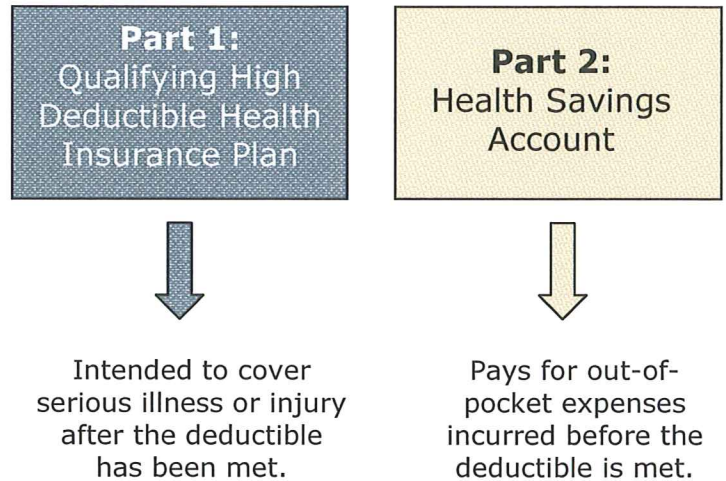 Part 1:
Qualifying High
Deductible Health
Insurance Plan
Intended to cover
serious illness or injury
after the deductible
has been met.
Part 2:
Health Savings
Account
Pays for out-of-
pocket expenses
incurred before the
deductible is met.